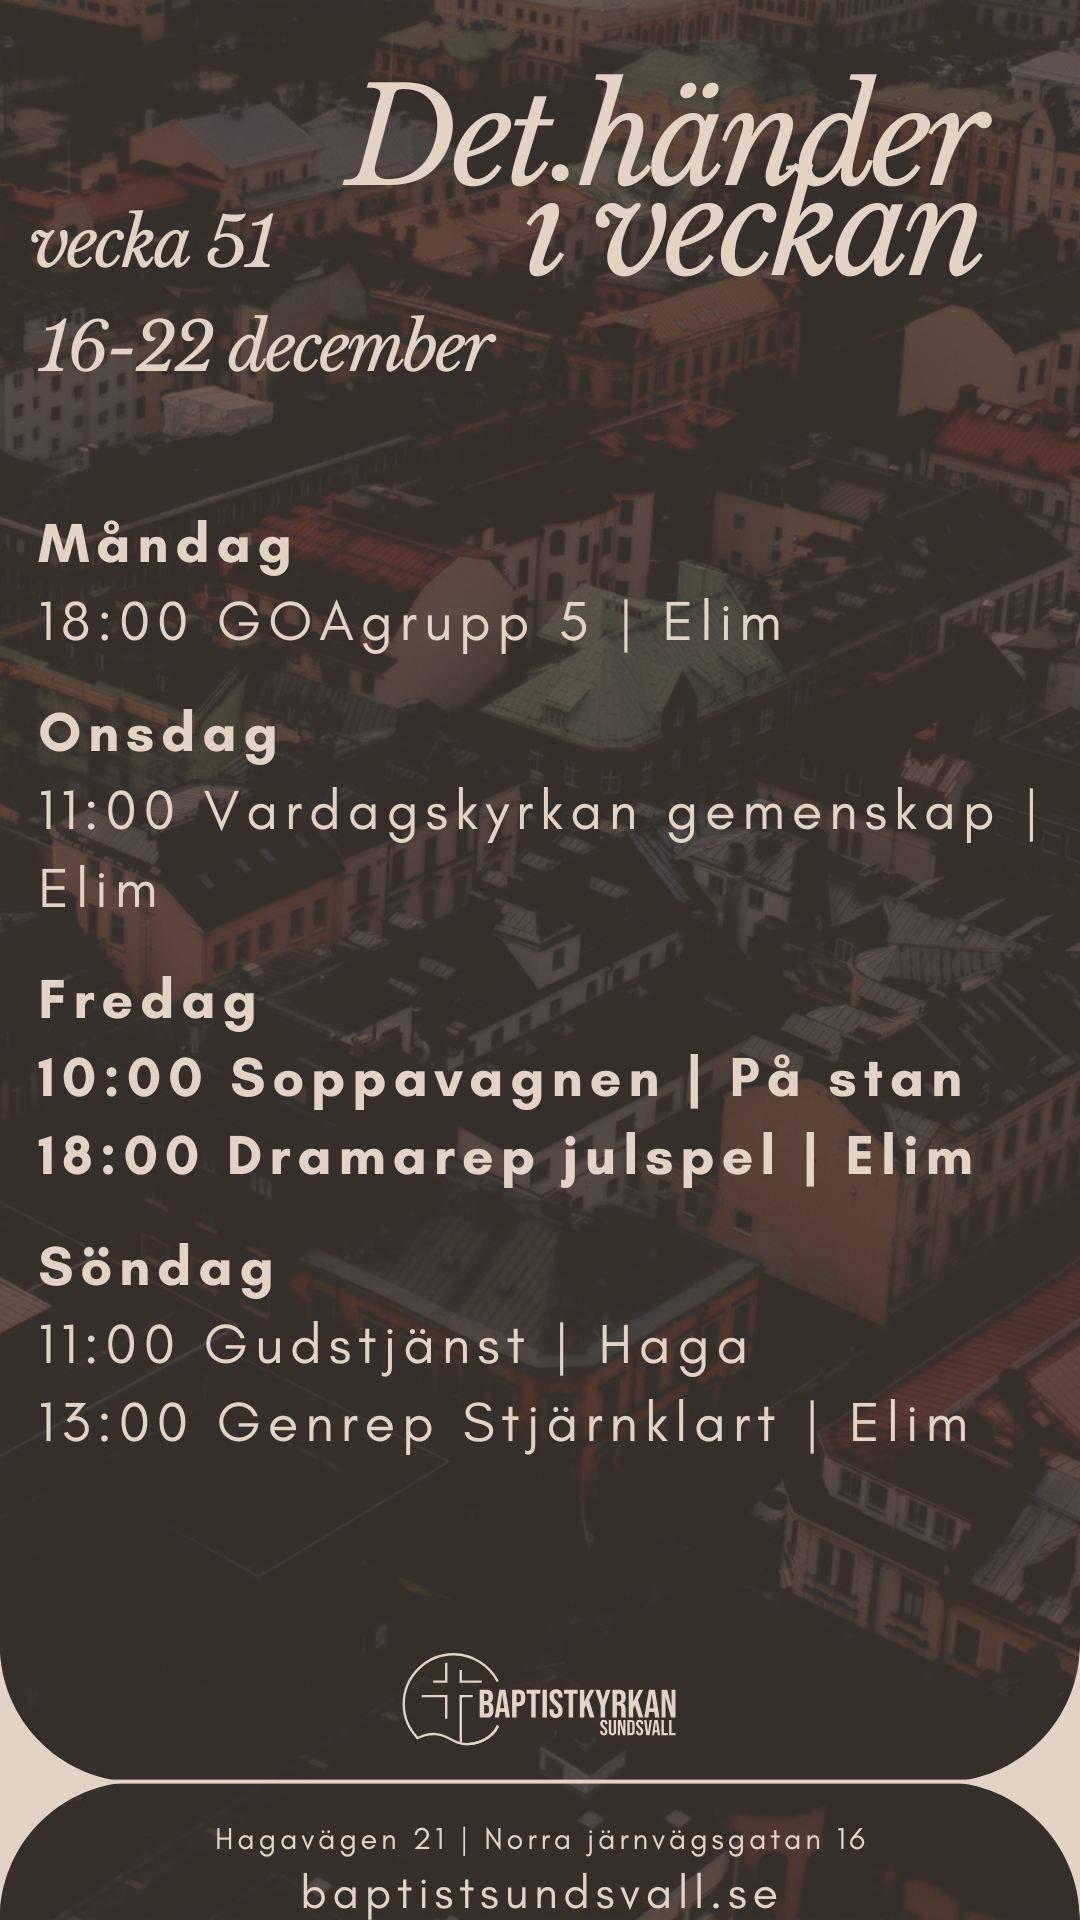 Det.händer
i veckan
vecka 51
16-22 december
Måndag
18:00 GOAgrupp 5 | Elim
Onsdag
11:00 Vardagskyrkan gemenskap |
Elim
Fredag
10:00 Soppavagnen | På stan
18:00 Dramarep julspel | Elim
Söndag
11:00 Gudstjänst | Haga
13:00 Genrep Stjärnklart | Elim
BAPTISTKYRKAN
SUNDSVALL
Hagavägen 21 | Norra järnvägsgatan 16
baptistsundsvall.se